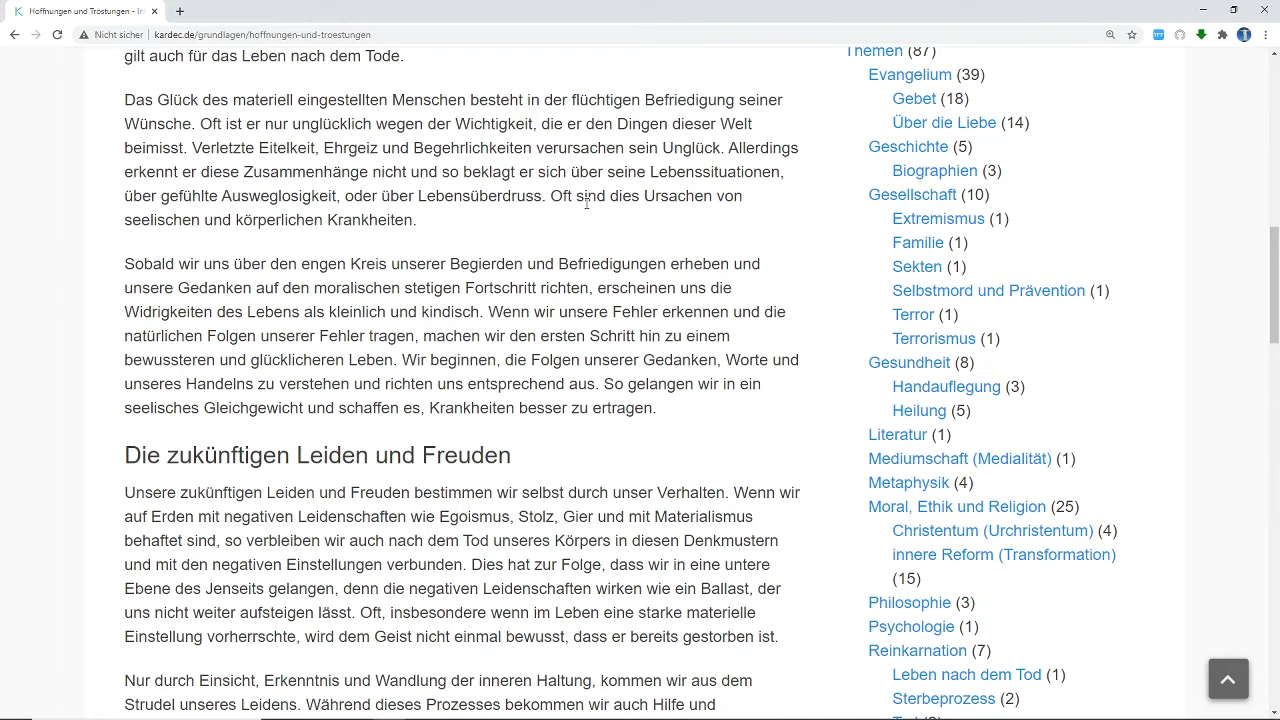 Hoffnungen und Tröstungen - In
Nicht sicher | kardec.de/grundlagen/hoffnungen-und-troestungen
gilt auch für das Leben nach dem Tode.
Das Glück des materiell eingestellten Menschen besteht in der flüchtigen Befriedigung seiner
Wünsche. Oft ist er nur unglücklich wegen der Wichtigkeit, die er den Dingen dieser Welt
beimisst. Verletzte Eitelkeit, Ehrgeiz und Begehrlichkeiten verursachen sein Unglück. Allerdings
erkennt er diese Zusammenhänge nicht und so beklagt er sich über seine Lebenssituationen,
über gefühlte Ausweglosigkeit, oder über Lebensüberdruss. Oft sind dies Ursachen von
seelischen und körperlichen Krankheiten.
Sobald wir uns über den engen Kreis unserer Begierden und Befriedigungen erheben und
unsere Gedanken auf den moralischen stetigen Fortschritt richten, erscheinen uns die
Widrigkeiten des Lebens als kleinlich und kindisch. Wenn wir unsere Fehler erkennen und die
natürlichen Folgen unserer Fehler tragen, machen wir den ersten Schritt hin zu einem
bewussteren und glücklicheren Leben. Wir beginnen, die Folgen unserer Gedanken, Worte und
unseres Handelns zu verstehen und richten uns entsprechend aus. So gelangen wir in ein
seelisches Gleichgewicht und schaffen es, Krankheiten besser zu ertragen.
Die zukünftigen Leiden und Freuden
Unsere zukünftigen Leiden und Freuden bestimmen wir selbst durch unser Verhalten. Wenn wir
auf Erden mit negativen Leidenschaften wie Egoismus, Stolz, Gier und mit Materialismus
behaftet sind, so verbleiben wir auch nach dem Tod unseres Körpers in diesen Denkmustern
und mit den negativen Einstellungen verbunden. Dies hat zur Folge, dass wir in eine untere
Ebene des Jenseits gelangen, denn die negativen Leidenschaften wirken wie ein Ballast, der
uns nicht weiter aufsteigen lässt. Oft, insbesondere wenn im Leben eine starke materielle
Einstellung vorherrschte, wird dem Geist nicht einmal bewusst, dass er bereits gestorben ist.
Nur durch Einsicht, Erkenntnis und Wandlung der inneren Haltung, kommen wir aus dem
Strudel unseres Leidens. Während dieses Prozesses bekommen wir auch Hilfe und
Themen (87)
Evangelium (39)
Gebet (18)
Über die Liebe (14)
Geschichte (5)
Biographien (3)
Gesellschaft (10)
Extremismus (1)
Familie (1)
Sekten (1)
Selbstmord und Prävention (1)
Terror (1)
Terrorismus (1)
Gesundheit (8)
Handauflegung (3)
Heilung (5)
Literatur (1)
Mediumschaft (Medialität) (1)
Metaphysik (4)
Moral, Ethik und Religion (25)
Christentum (Urchristentum) (4)
innere Reform (Transformation)
(15)
Philosophie (3)
Psychologie (1)
Reinkarnation (7)
Leben nach dem Tod (1)
Sterbeprozess (2)